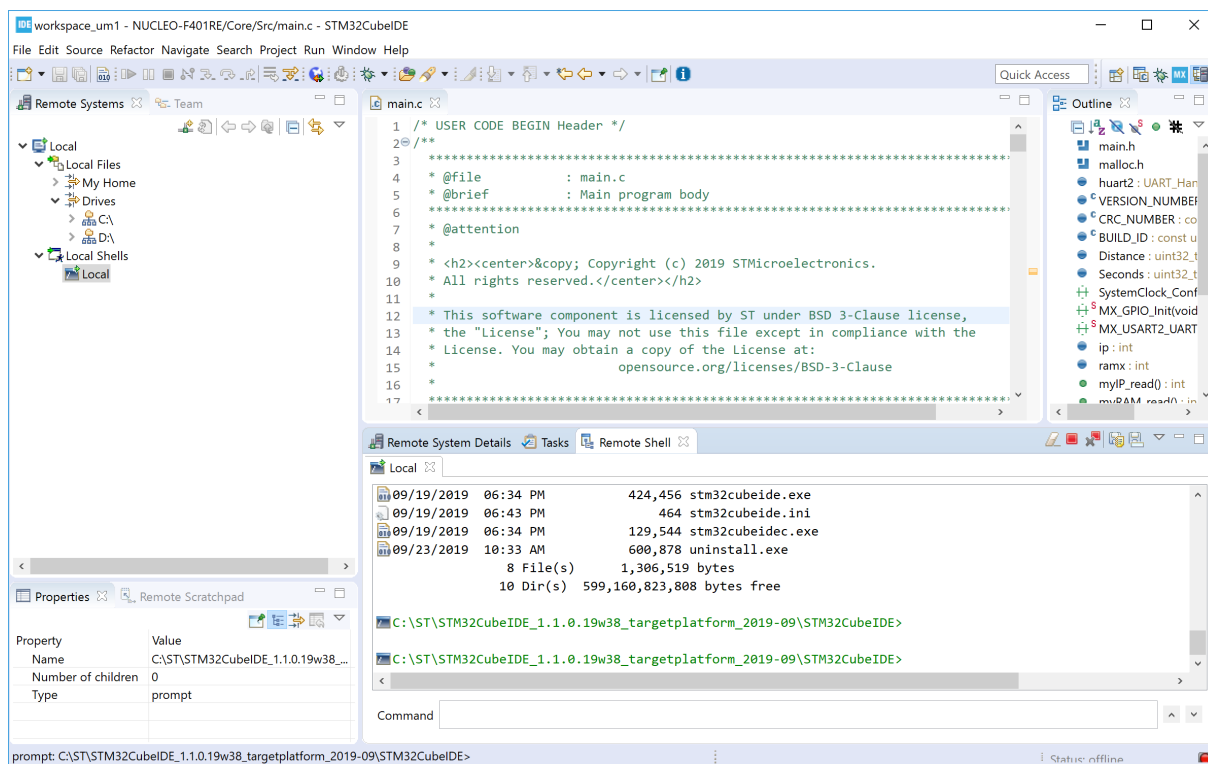 IDE workspace_um1 - NUCLEO-F401RE/Core/Src/main.c - STM32CubeIDE
File Edit Source Refactor Navigate Search Project Run Window Help
Quick Access
MX
Remote Systems
Team
Local
Local Files
My Home
Drives
C:\
D:\
Local Shells
Local
main.c
1 /* USER CODE BEGIN Header */
2 /**
3 ******************************************************************************
4 * @file : main.c
5 * @brief : Main program body
6 ******************************************************************************
7 * @attention
8 *
9 * <h2><center>&copy; Copyright (c) 2019 STMicroelectronics.
10 * All rights reserved.</center></h2>
11 *
12 * This software component is licensed by ST under BSD 3-Clause license,
13 * the "License"; You may not use this file except in compliance with the
14 * License. You may obtain a copy of the License at:
15 * opensource.org/licenses/BSD-3-Clause
16 *
17 ******************************************************************************
Outline
main.h
malloc.h
huart2 : UART_Han
VERSION_NUMBER
CRC_NUMBER : co
BUILD_ID : const u
Distance : uint32_t
Seconds : uint32_t
SystemClock_Conf
MX_GPIO_Init(void
MX_USART2_UART
ip : int
ramx : int
myIP_read() : int
myRAM_read() : in
Remote System Details
Tasks
Remote Shell
Local
09/19/2019 06:34 PM 424,456 stm32cubeide.exe
09/19/2019 06:43 PM 464 stm32cubeide.ini
09/19/2019 06:34 PM 129,544 stm32cubeidec.exe
09/23/2019 10:33 AM 600,878 uninstall.exe
8 File(s) 1,306,519 bytes
10 Dir(s) 599,160,823,808 bytes free
C:\ST\STM32CubeIDE_1.1.0.19w38_targetplatform_2019-09\STM32CubeIDE>
C:\ST\STM32CubeIDE_1.1.0.19w38_targetplatform_2019-09\STM32CubeIDE>
Command
Properties
Remote Scratchpad
Property Value
Name C:\ST\STM32CubeIDE_1.1.0.19w38_...
Number of children 0
Type prompt
prompt: C:\ST\STM32CubeIDE_1.1.0.19w38_targetplatform_2019-09\STM32CubeIDE>
Status: offline